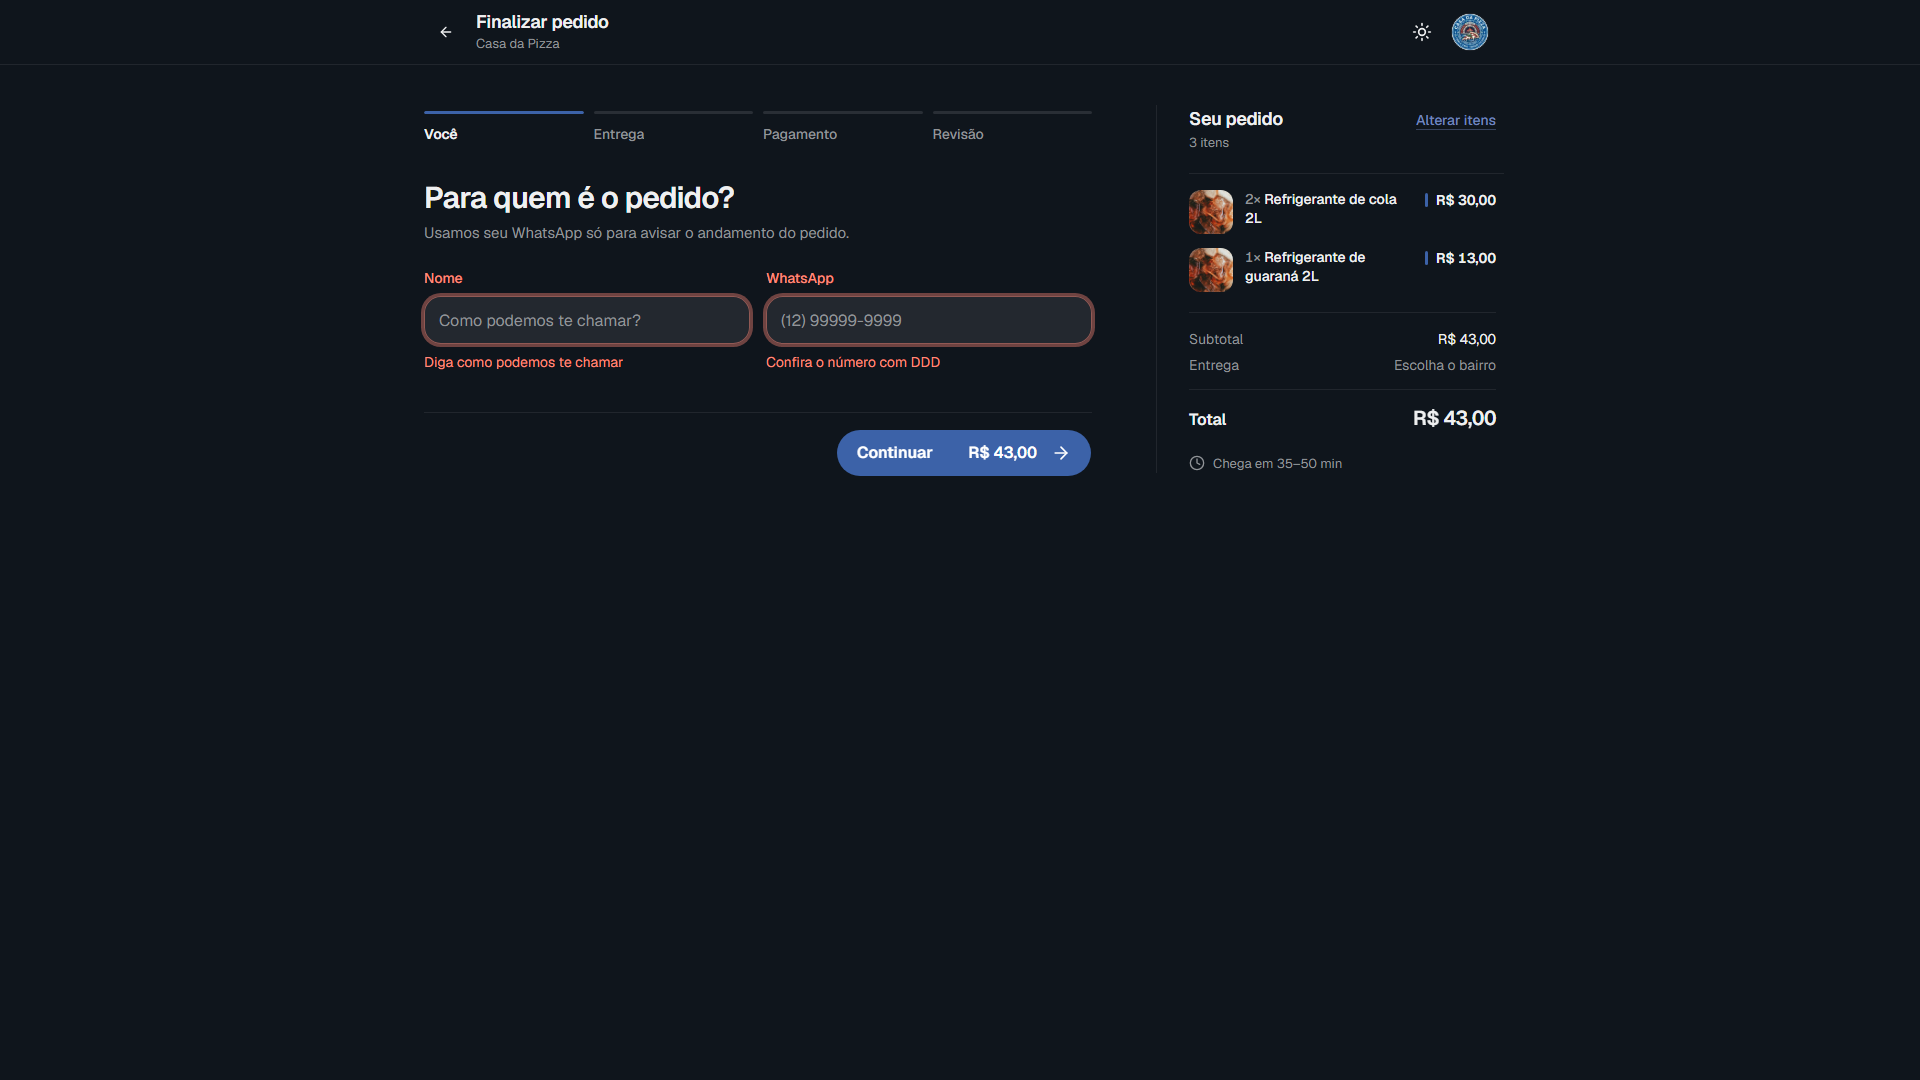 Finalizar pedido
Casa da Pizza
Você
Entrega
Pagamento
Revisão
Para quem é o pedido?
Usamos seu WhatsApp só para avisar o andamento do pedido.
Nome
WhatsApp
Como podemos te chamar?
(12) 99999-9999
Diga como podemos te chamar
Confira o número com DDD
Continuar R$ 43,00
Seu pedido
Alterar itens
3 itens
2× Refrigerante de cola
2L
R$ 30,00
1× Refrigerante de
guaraná 2L
R$ 13,00
Subtotal R$ 43,00
Entrega Escolha o bairro
Total R$ 43,00
Chega em 35–50 min